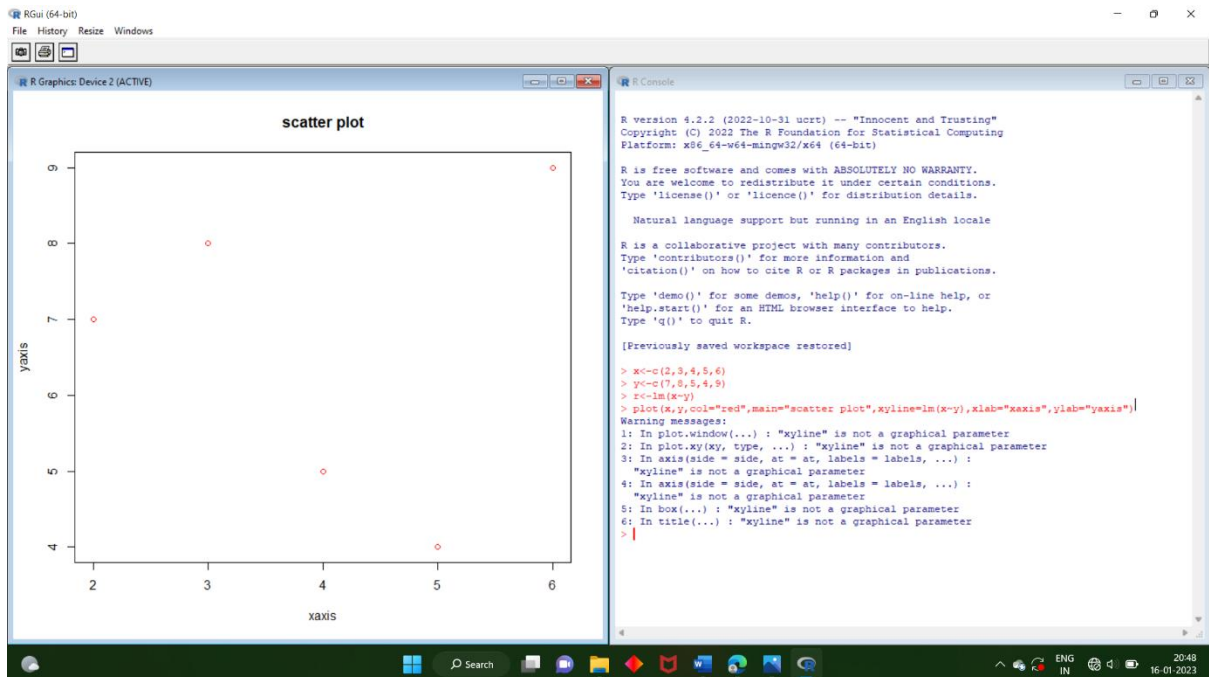 RGui (64-bit)
File History Resize Windows
R Graphics: Device 2 (ACTIVE)
scatter plot
9
8
7
6
5
4
yaxis
2 3 4 5 6
xaxis
R Console
R version 4.2.2 (2022-10-31 ucrt) -- "Innocent and Trusting"
Copyright (C) 2022 The R Foundation for Statistical Computing
Platform: x86_64-w64-mingw32/x64 (64-bit)
R is free software and comes with ABSOLUTELY NO WARRANTY.
You are welcome to redistribute it under certain conditions.
Type 'license()' or 'licence()' for distribution details.
Natural language support but running in an English locale
R is a collaborative project with many contributors.
Type 'contributors()' for more information and
'citation()' on how to cite R or R packages in publications.
Type 'demo()' for some demos, 'help()' for on-line help, or
'help.start()' for an HTML browser interface to help.
Type 'q()' to quit R.
[Previously saved workspace restored]
> x<-c(2,3,4,5,6)
> y<-c(7,8,5,4,9)
> r<-lm(x~y)
> plot(x,y,col="red",main="scatter plot",xyline=lm(x~y),xlab="xaxis",ylab="yaxis")
Warning messages:
1: In plot.window(...) : "xyline" is not a graphical parameter
2: In plot.xy(xy, type, ...) : "xyline" is not a graphical parameter
3: In axis(side = side, at = at, labels = labels, ...) :
"xyline" is not a graphical parameter
4: In axis(side = side, at = at, labels = labels, ...) :
"xyline" is not a graphical parameter
5: In box(...) : "xyline" is not a graphical parameter
6: In title(...) : "xyline" is not a graphical parameter
>
Search
ENG
IN
20:48
16-01-2023